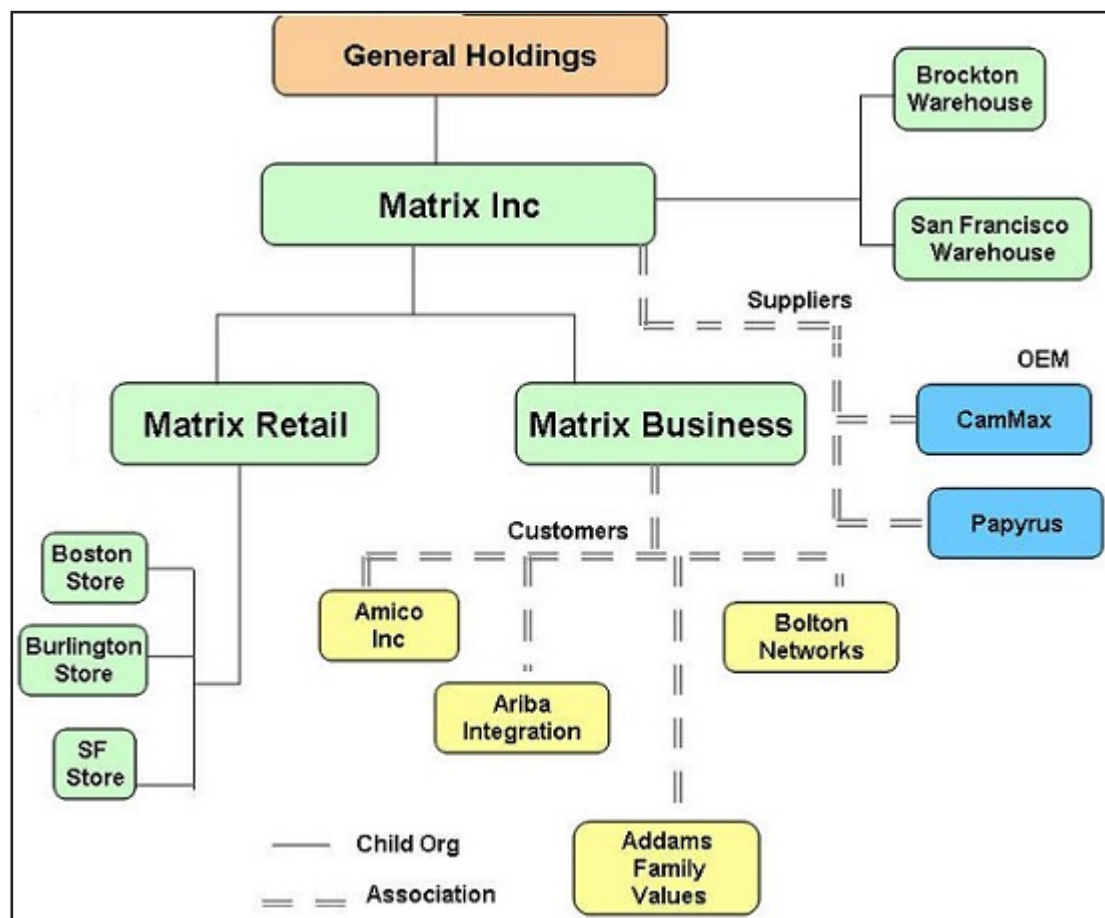 General Holdings
Brockton
Warehouse
Matrix Inc
San Francisco
Warehouse
Suppliers
OEM
Matrix Retail
Matrix Business
CamMax
Papyrus
Customers
Boston
Store
Amico
Inc
Bolton
Networks
Burlington
Store
Ariba
Integration
SF
Store
Addams
Family
Values
Child Org
Association